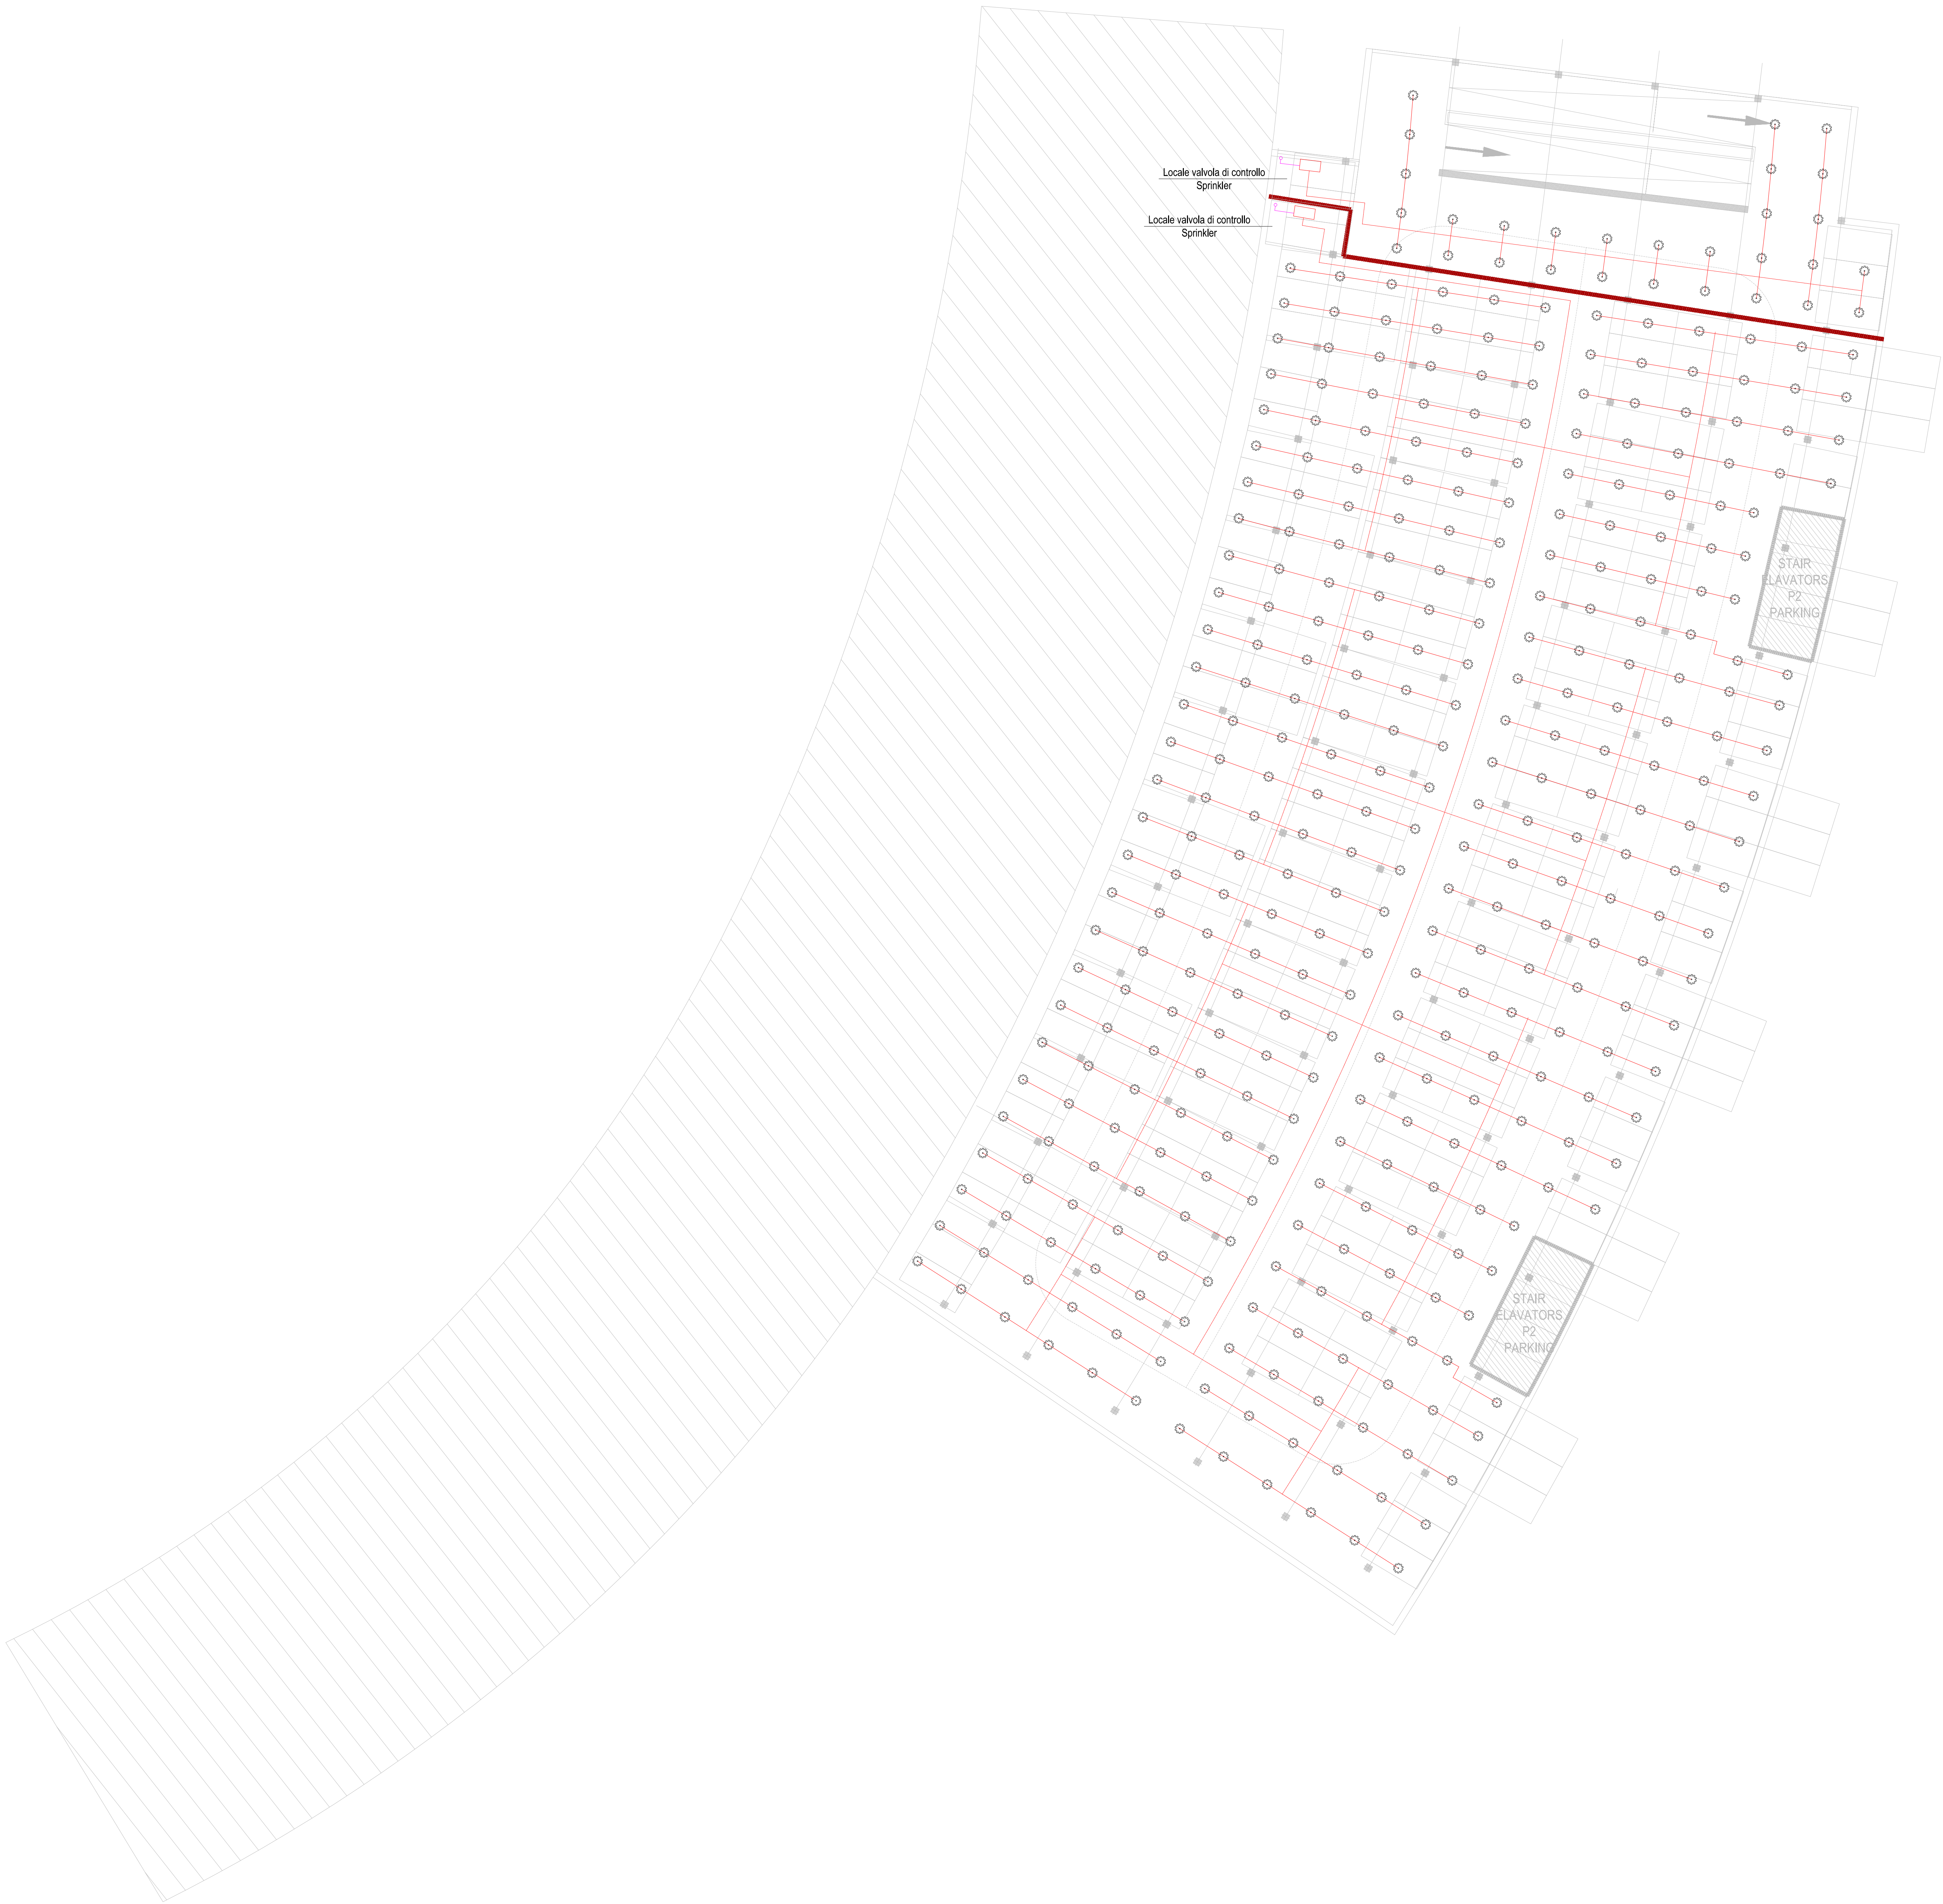 Locale valvola di controllo
Sprinkler
Locale valvola di controllo
Sprinkler
STAIR
ELAVATORS
P2
PARKING
STAIR
ELAVATORS
P2
PARKING